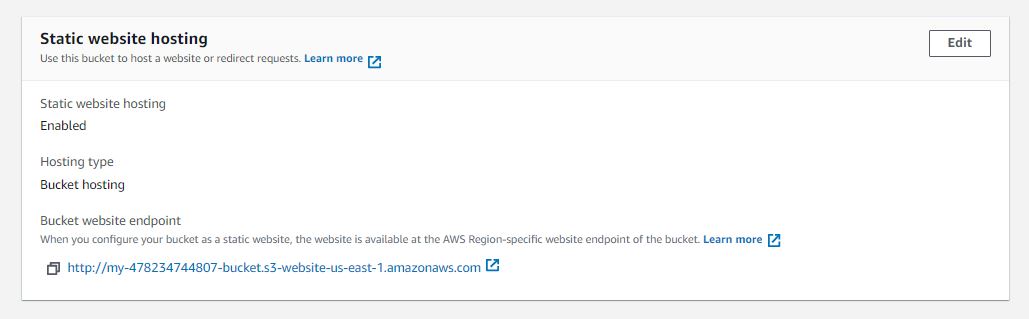 Static website hosting
Edit
Use this bucket to host a website or redirect requests. Learn more
Static website hosting
Enabled
Hosting type
Bucket hosting
Bucket website endpoint
When you configure your bucket as a static website, the website is available at the AWS Region-specific website endpoint of the bucket. Learn more
http://my-478234744807-bucket.s3-website-us-east-1.amazonaws.com